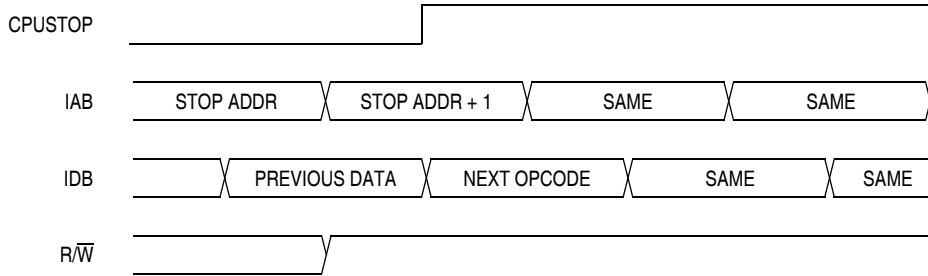 CPUSTOP
IAB STOP ADDR STOP ADDR + 1 SAME SAME
IDB PREVIOUS DATA NEXT OPCODE SAME SAME
R/W̅